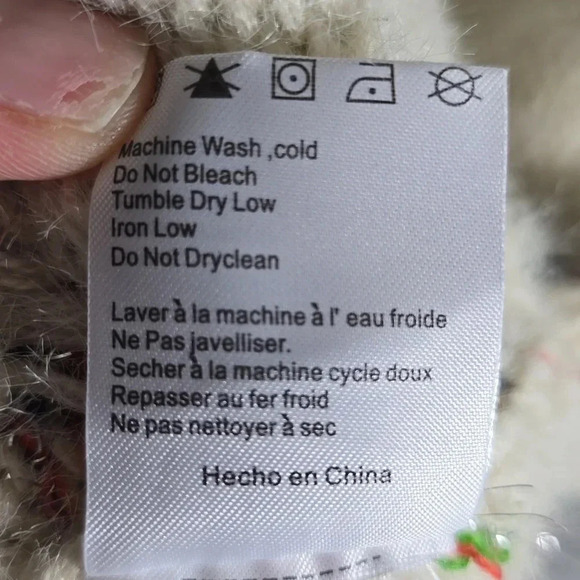 Machine Wash ,cold
Do Not Bleach
Tumble Dry Low
Iron Low
Do Not Dryclean
Laver à la machine à l' eau froide
Ne Pas javelliser.
Secher à la machine cycle doux
Repasser au fer froid
Ne pas nettoyer à sec
Hecho en China